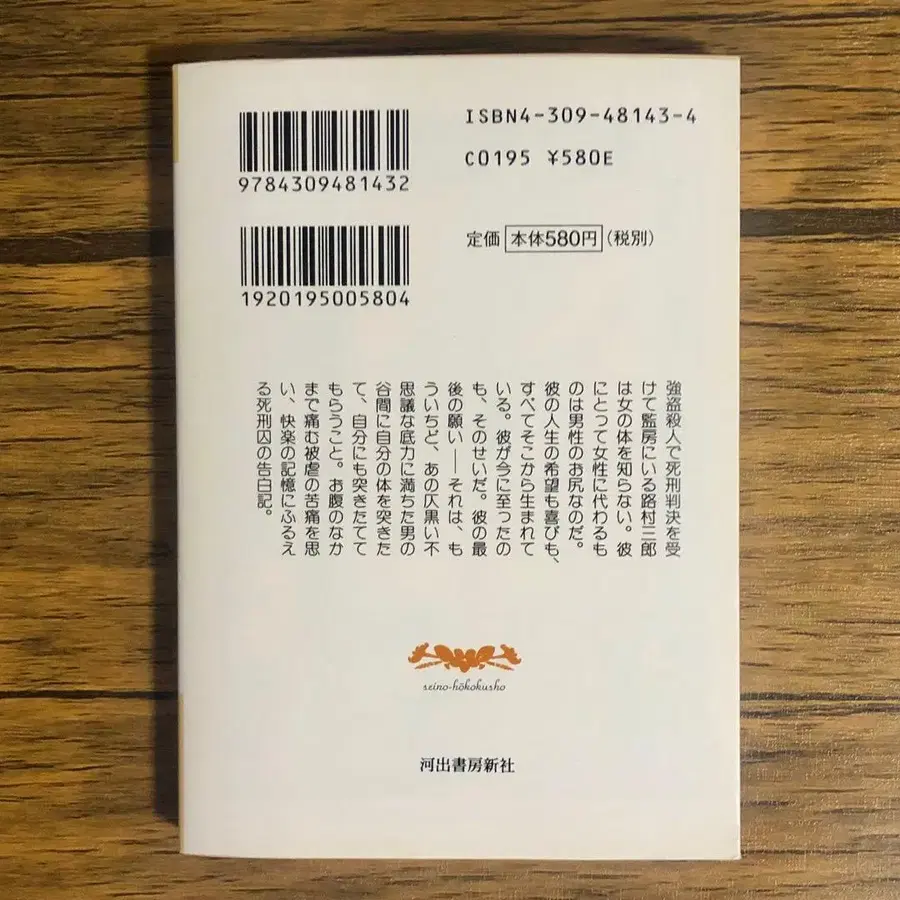 ISBN4-309-48143-4
C0195 ¥580E
9784309481432
定価 本体580円 (税別)
1920195005804
強盗殺人で死刑判決を受
けて監房にいる路村三郎
は女の体を知らない。彼
にとって女性に代わるも
のは男性のお尻なのだ。
彼の人生の希望も喜びも、
すべてそこから生まれて
いる。彼が今に至ったの
も、そのせいだ。彼の最
後の願い──それは、も
ういちど、あの仄黒い不
思議な底力に満ちた男の
谷間に自分の体を突きた
て、自分にも突きたてて
もらうこと。お腹のなか
まで痛む被虐の苦痛を思
い、快楽の記憶にふるえ
る死刑囚の告白記。
seino-hōkokusho
河出書房新社